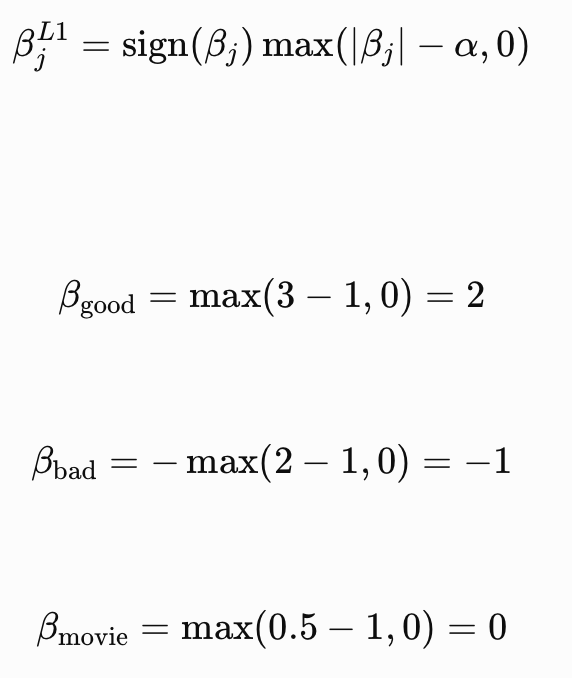 β_j^{L1} = sign(β_j) max(|β_j| − α, 0)
β_good = max(3 − 1, 0) = 2
β_bad = − max(2 − 1, 0) = −1
β_movie = max(0.5 − 1, 0) = 0